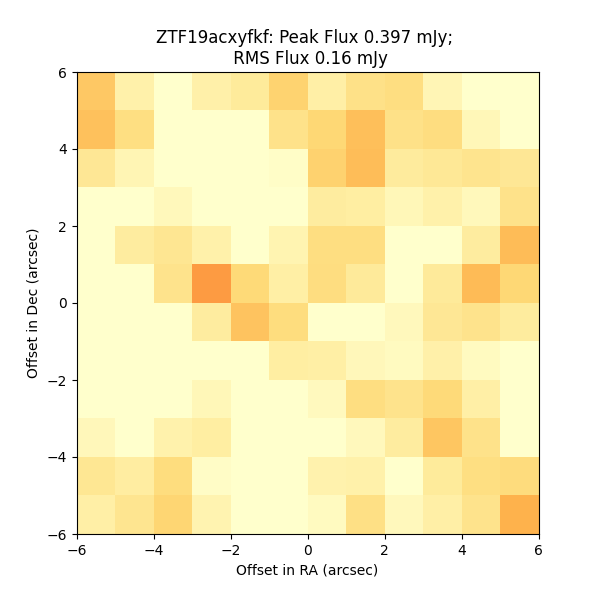 ZTF19acxyfkf: Peak Flux 0.397 mJy;
RMS Flux 0.16 mJy
6
4
2
0
−2
−4
−6
Offset in Dec (arcsec)
−6 −4 −2 0 2 4 6
Offset in RA (arcsec)